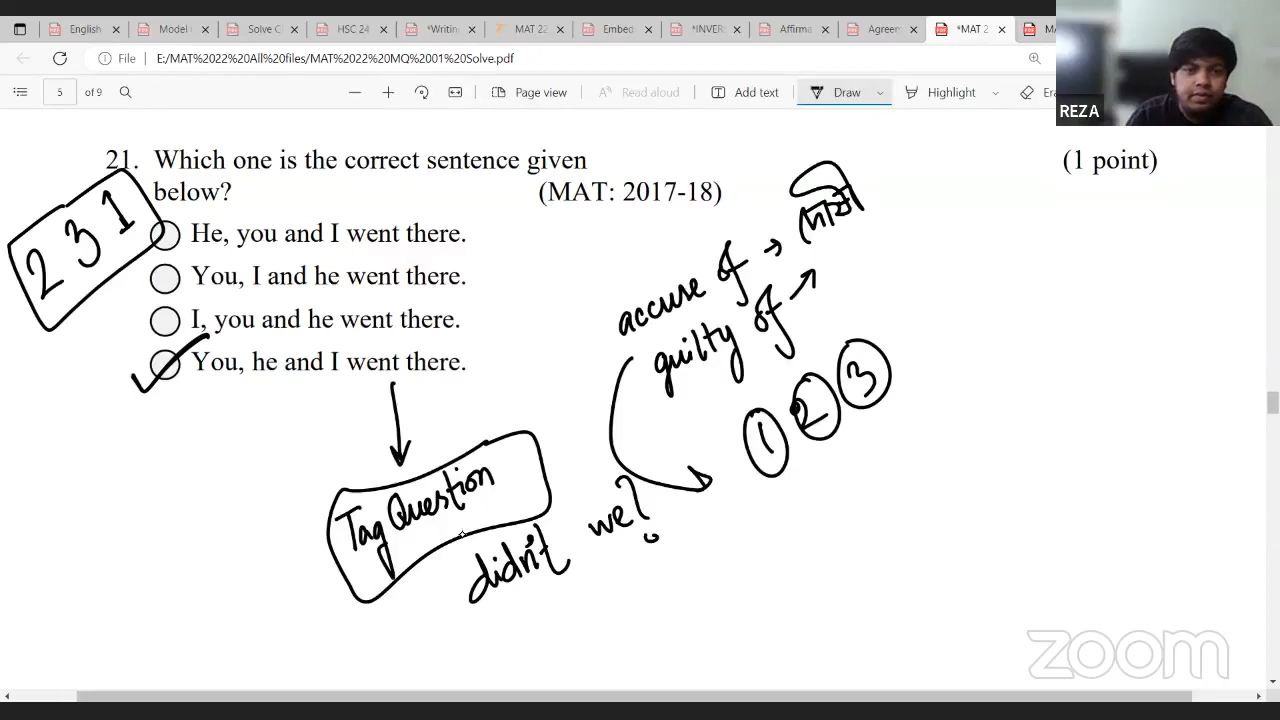 English
Model
Solve C
HSC 24
*Writin
MAT 22
Embed
*INVER
Affirma
Agreem
*MAT 2
MA
File E:/MAT%2022%20All files/MAT%2022%20MQ%2001%20Solve.pdf
5 of 9
Page view
Read aloud
Add text
Draw
Highlight
Era
REZA
21. Which one is the correct sentence given (1 point)
below? (MAT: 2017-18)
He, you and I went there.
You, I and he went there.
I, you and he went there.
You, he and I went there.
2 3 1
accuse of →
guilty of →
1 2 3
Tag Question
didn't we?
zoom